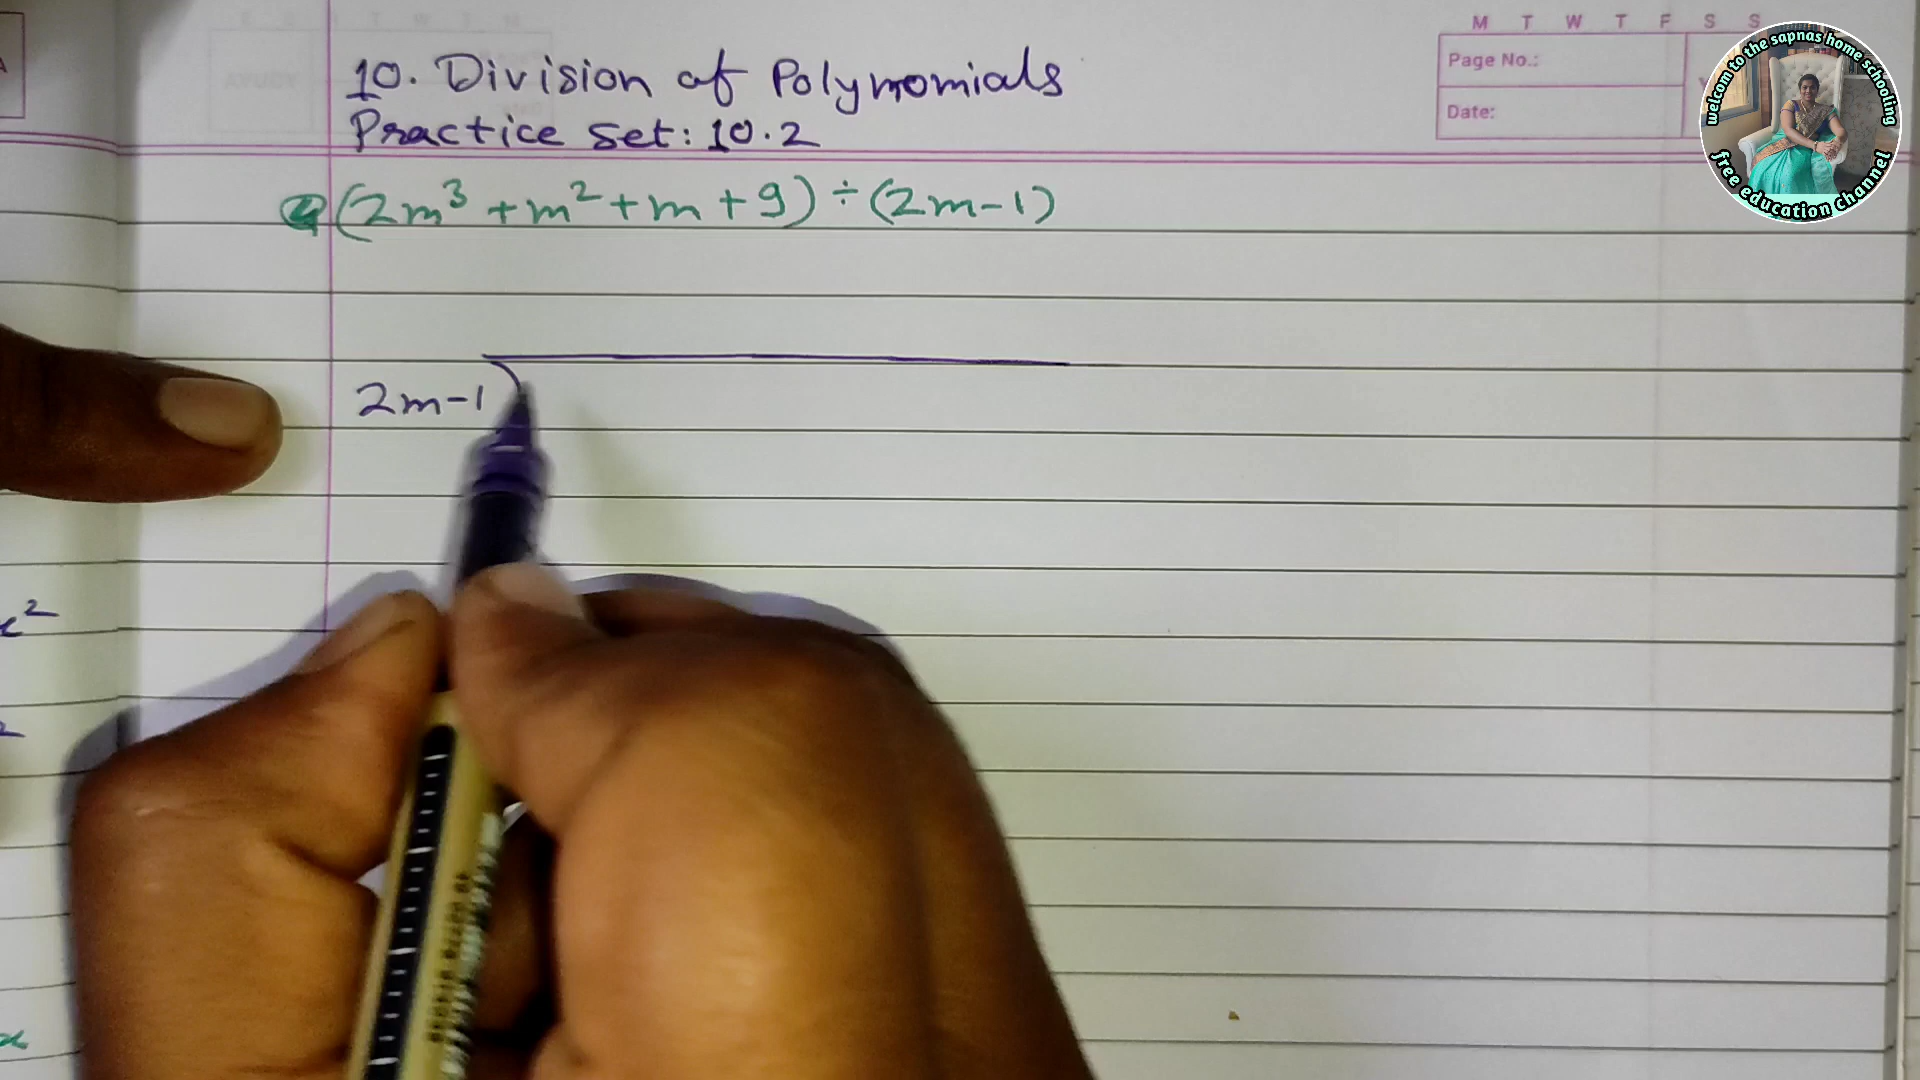 M T W T F S S
Page No.:
Date:
welcom to the sapnas home schooling
free education channel
10. Division of Polynomials
Practice set: 10.2
(2m³ + m² + m + 9) ÷ (2m-1)
2m-1